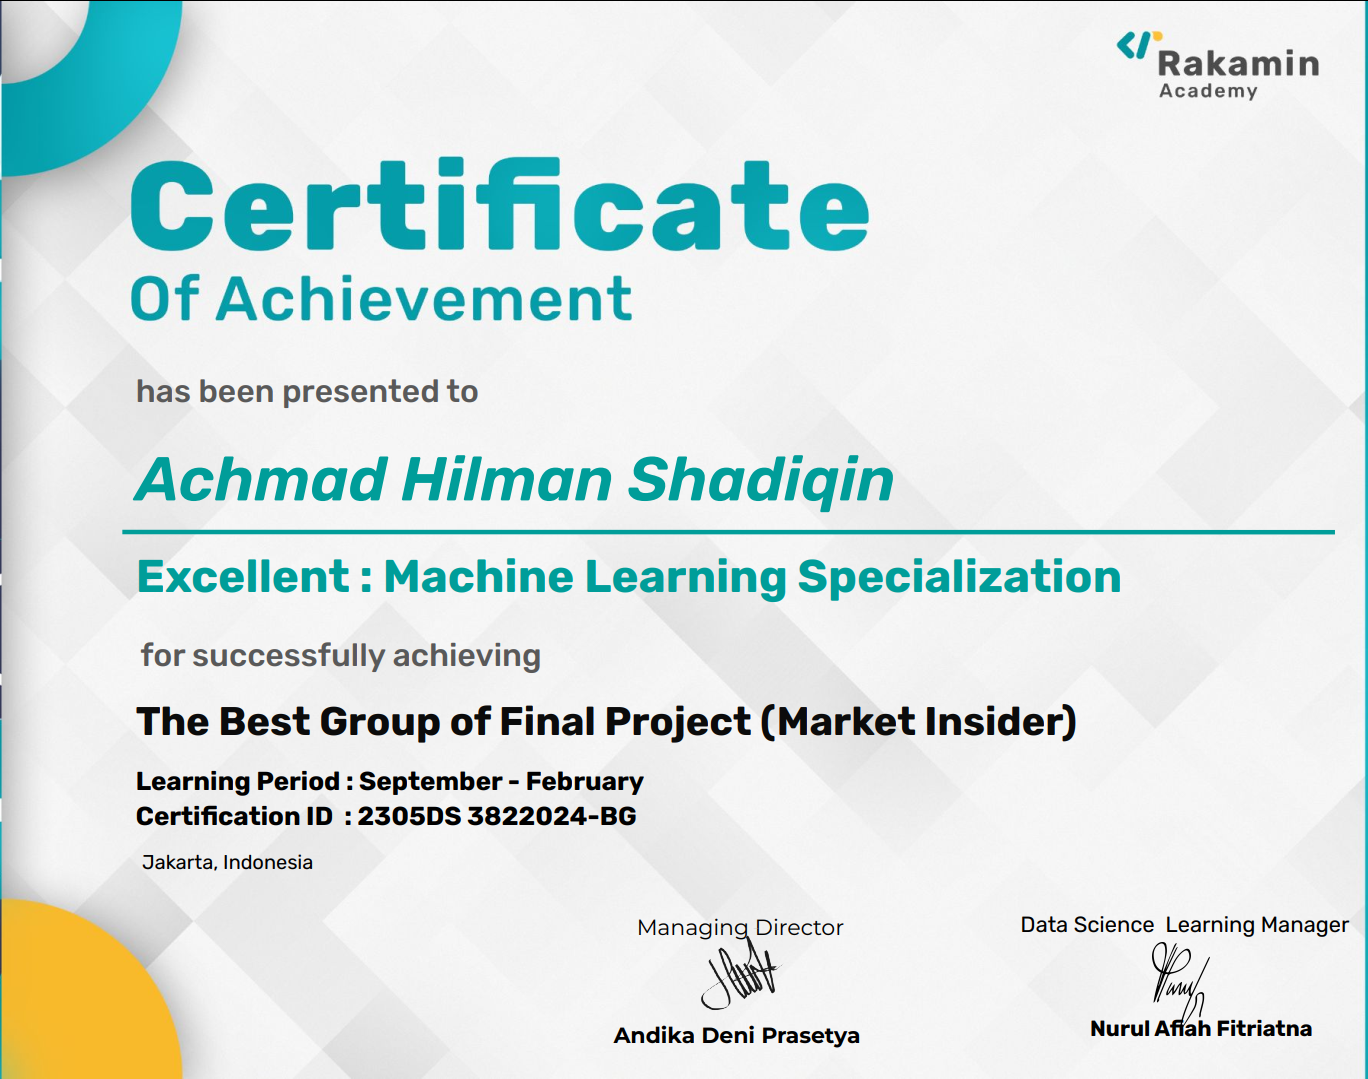 Rakamin
Academy
Certificate
Of Achievement
has been presented to
Achmad Hilman Shadiqin
Excellent : Machine Learning Specialization
for successfully achieving
The Best Group of Final Project (Market Insider)
Learning Period : September - February
Certification ID : 2305DS 3822024-BG
Jakarta, Indonesia
Managing Director
Andika Deni Prasetya
Data Science Learning Manager
Nurul Afiah Fitriatna